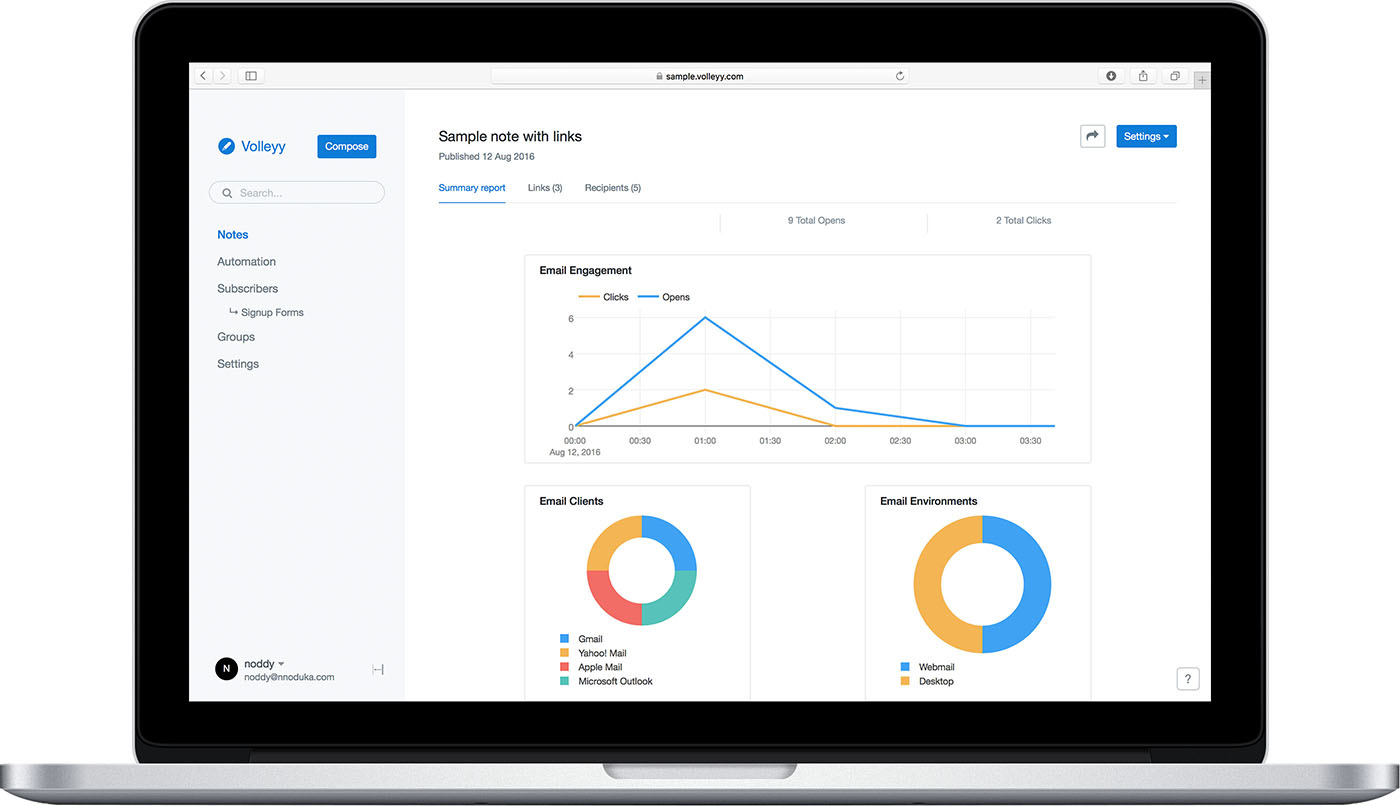 sample.volleyy.com
Volleyy
Compose
Search...
Notes
Automation
Subscribers
Signup Forms
Groups
Settings
N
noddy
noddy@nnoduka.com
Sample note with links
Published 12 Aug 2016
Settings
Summary report Links (3) Recipients (5)
9 Total Opens 2 Total Clicks
Email Engagement
Clicks Opens
6
4
2
0
00:00 00:30 01:00 01:30 02:00 02:30 03:00 03:30
Aug 12, 2016
Email Clients
Gmail
Yahoo! Mail
Apple Mail
Microsoft Outlook
Email Environments
Webmail
Desktop
?